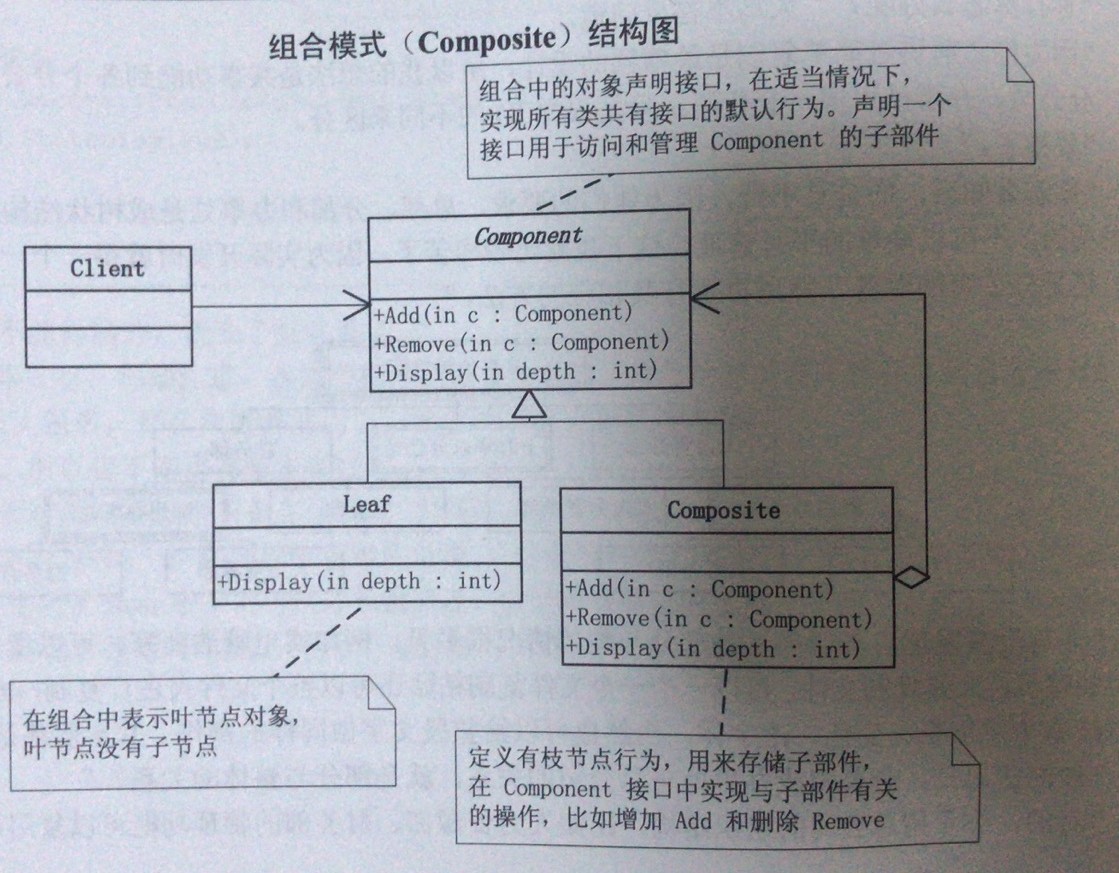 组合模式（Composite）结构图
组合中的对象声明接口，在适当情况下，
实现所有类共有接口的默认行为。声明一个
接口用于访问和管理 Component 的子部件
Component
+Add(in c : Component)
+Remove(in c : Component)
+Display(in depth : int)
Client
Leaf
+Display(in depth : int)
Composite
+Add(in c : Component)
+Remove(in c : Component)
+Display(in depth : int)
在组合中表示叶节点对象，
叶节点没有子节点
定义有枝节点行为，用来存储子部件，
在 Component 接口中实现与子部件有关
的操作，比如增加 Add 和删除 Remove